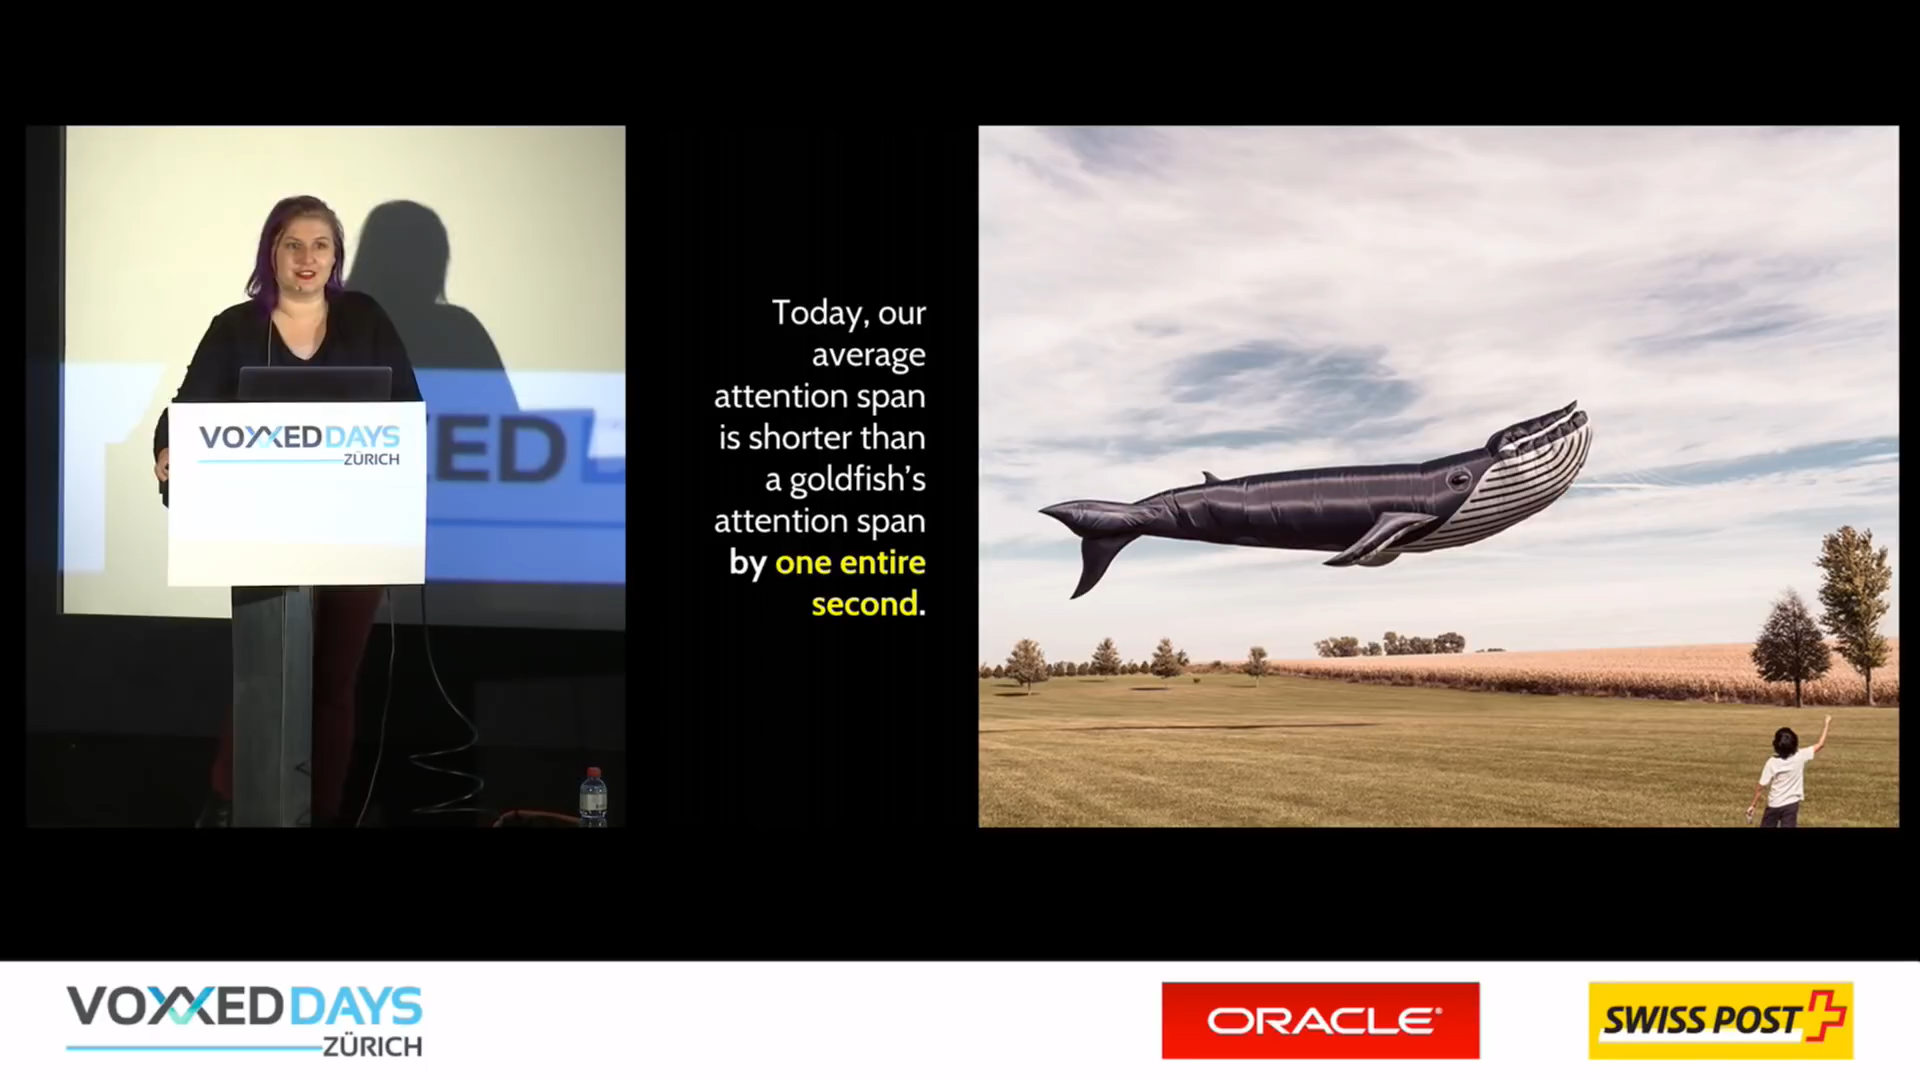 VOXXEDDAYS
ZÜRICH
XED
Today, our
average
attention span
is shorter than
a goldfish’s
attention span
by one entire
second.
VOXXEDDAYS
ZÜRICH
ORACLE®
SWISS POST